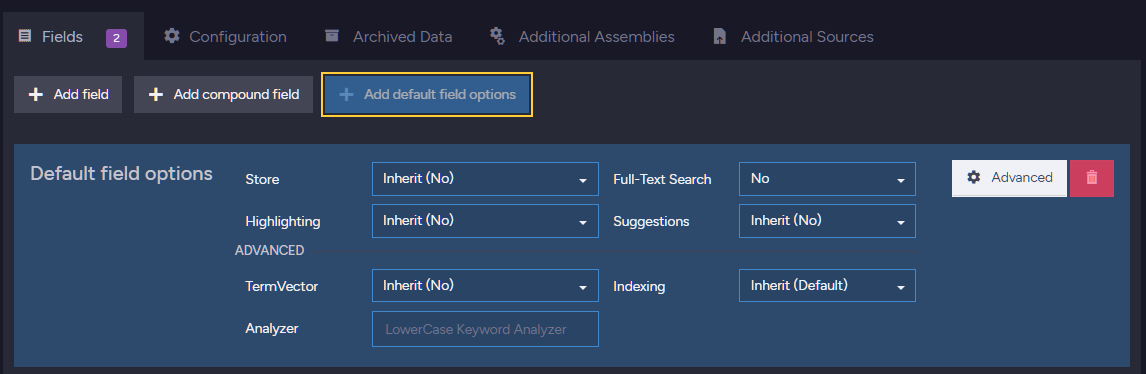 Fields 2 Configuration Archived Data Additional Assemblies Additional Sources
Add field Add compound field Add default field options
Default field options Store Inherit (No) Full-Text Search No Advanced
Highlighting Inherit (No) Suggestions Inherit (No)
ADVANCED
TermVector Inherit (No) Indexing Inherit (Default)
Analyzer LowerCase Keyword Analyzer